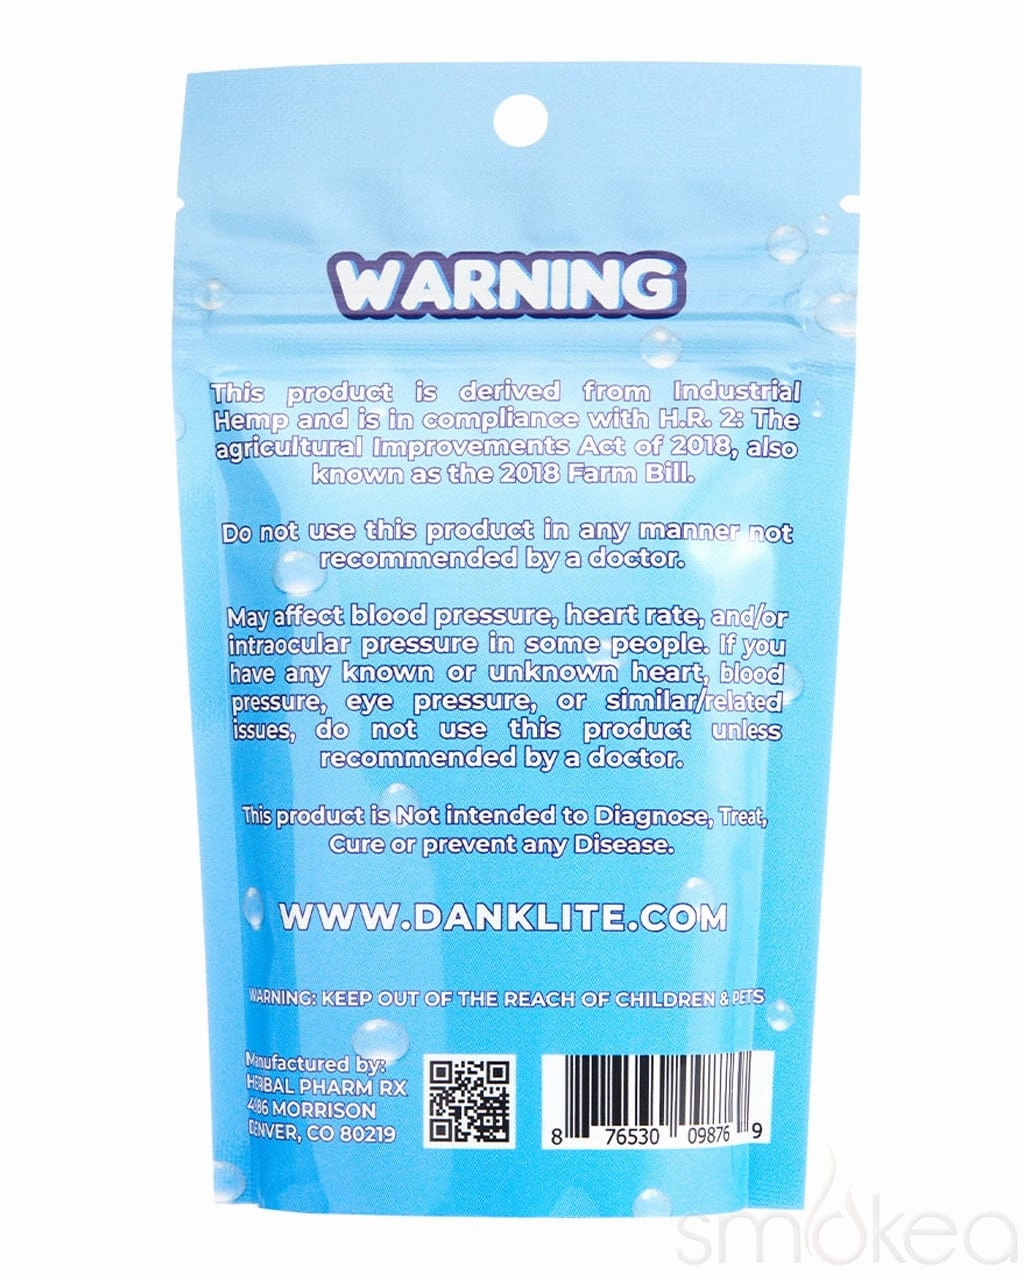 WARNING
This product is derived from Industrial
Hemp and is in compliance with H.R. 2: The
agricultural Improvements Act of 2018, also
known as the 2018 Farm Bill.
Do not use this product in any manner not
recommended by a doctor.
May affect blood pressure, heart rate, and/or
intraocular pressure in some people. If you
have any known or unknown heart, blood
pressure, eye pressure, or similar/related
issues, do not use this product unless
recommended by a doctor.
This product is Not intended to Diagnose, Treat,
Cure or prevent any Disease.
WWW.DANKLITE.COM
WARNING: KEEP OUT OF THE REACH OF CHILDREN & PETS
Manufactured by:
HERBAL PHARM RX
4986 MORRISON
DENVER, CO 80219
8 76530 09876 9
smokea